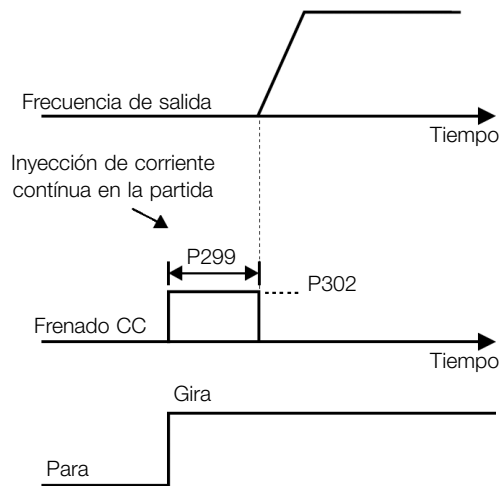 Frecuencia de salida
Tiempo
Inyección de corriente
contínua en la partida
P299
P302
Frenado CC
Tiempo
Gira
Para